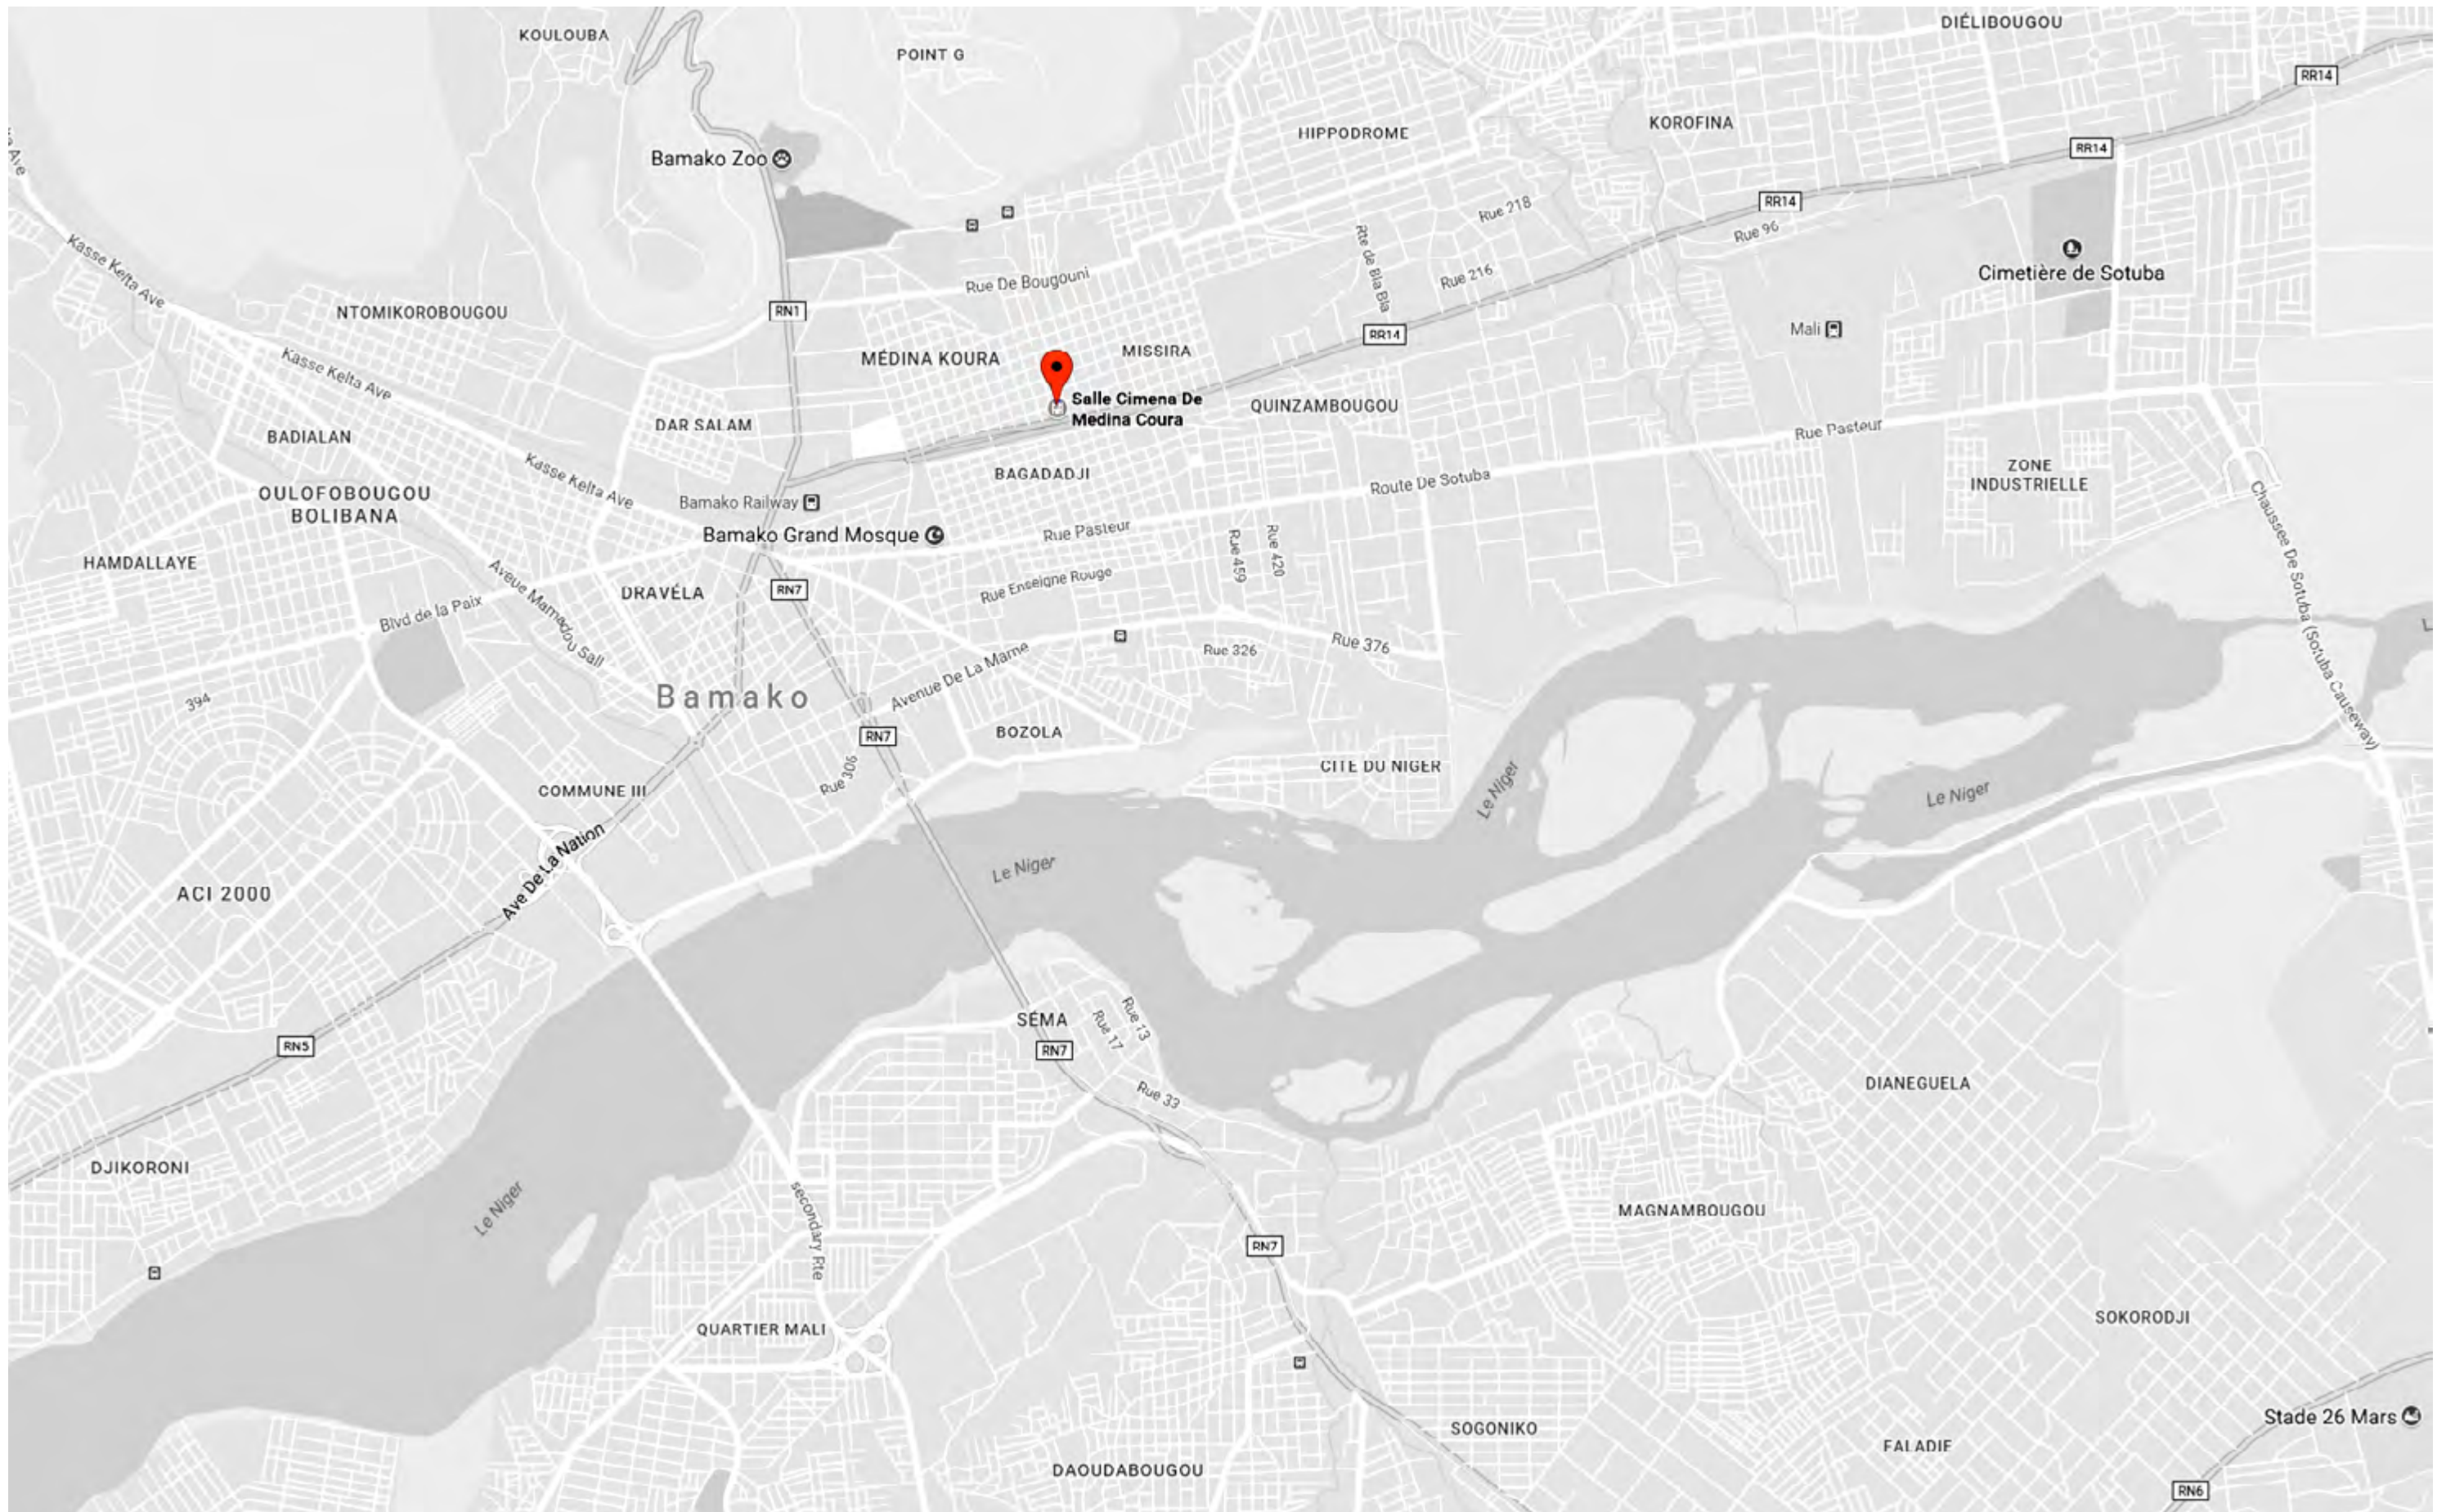 KOULOUBA
POINT G
DIÉLIBOUGOU
RR14
HIPPODROME
KOROFINA
RR14
Bamako Zoo
RR14
Rue 218
Rue 96
Rte de Bla Bla
Kasse Keïta Ave
Rue De Bougouni
Rue 216
Cimetière de Sotuba
NTOMIKOROBOUGOU
RN1
RR14
Mali
Kasse Keïta Ave
MÉDINA KOURA
MISSIRA
Salle Cimena De
Medina Coura
QUINZAMBOUGOU
DAR SALAM
BADIALAN
Rue Pasteur
Kasse Keïta Ave
BAGADADJI
Route De Sotuba
ZONE
INDUSTRIELLE
OULOFOBOUGOU
BOLIBANA
Bamako Railway
Bamako Grand Mosque
Rue Pasteur
Rue 459
Rue 420
Chaussee De Sotuba (Sotuba Causeway)
HAMDALLAYE
Aveue Mamadou Sall
DRAVÉLA
RN7
Rue Enseigne Rouge
Blvd de la Paix
Rue 326
Rue 376
394
Bamako
Avenue De La Marne
RN7
BOZOLA
CITE DU NIGER
Rue 306
Le Niger
Le Niger
COMMUNE III
Ave De La Nation
Le Niger
ACI 2000
SEMA
Rue 17
Rue 13
RN5
RN7
Rue 33
DIANEGUELA
DJIKORONI
Le Niger
secondary Rte
MAGNAMBOUGOU
RN7
QUARTIER MALI
SOKORODJI
SOGONIKO
Stade 26 Mars
FALADIE
DAOUDABOUGOU
RN6